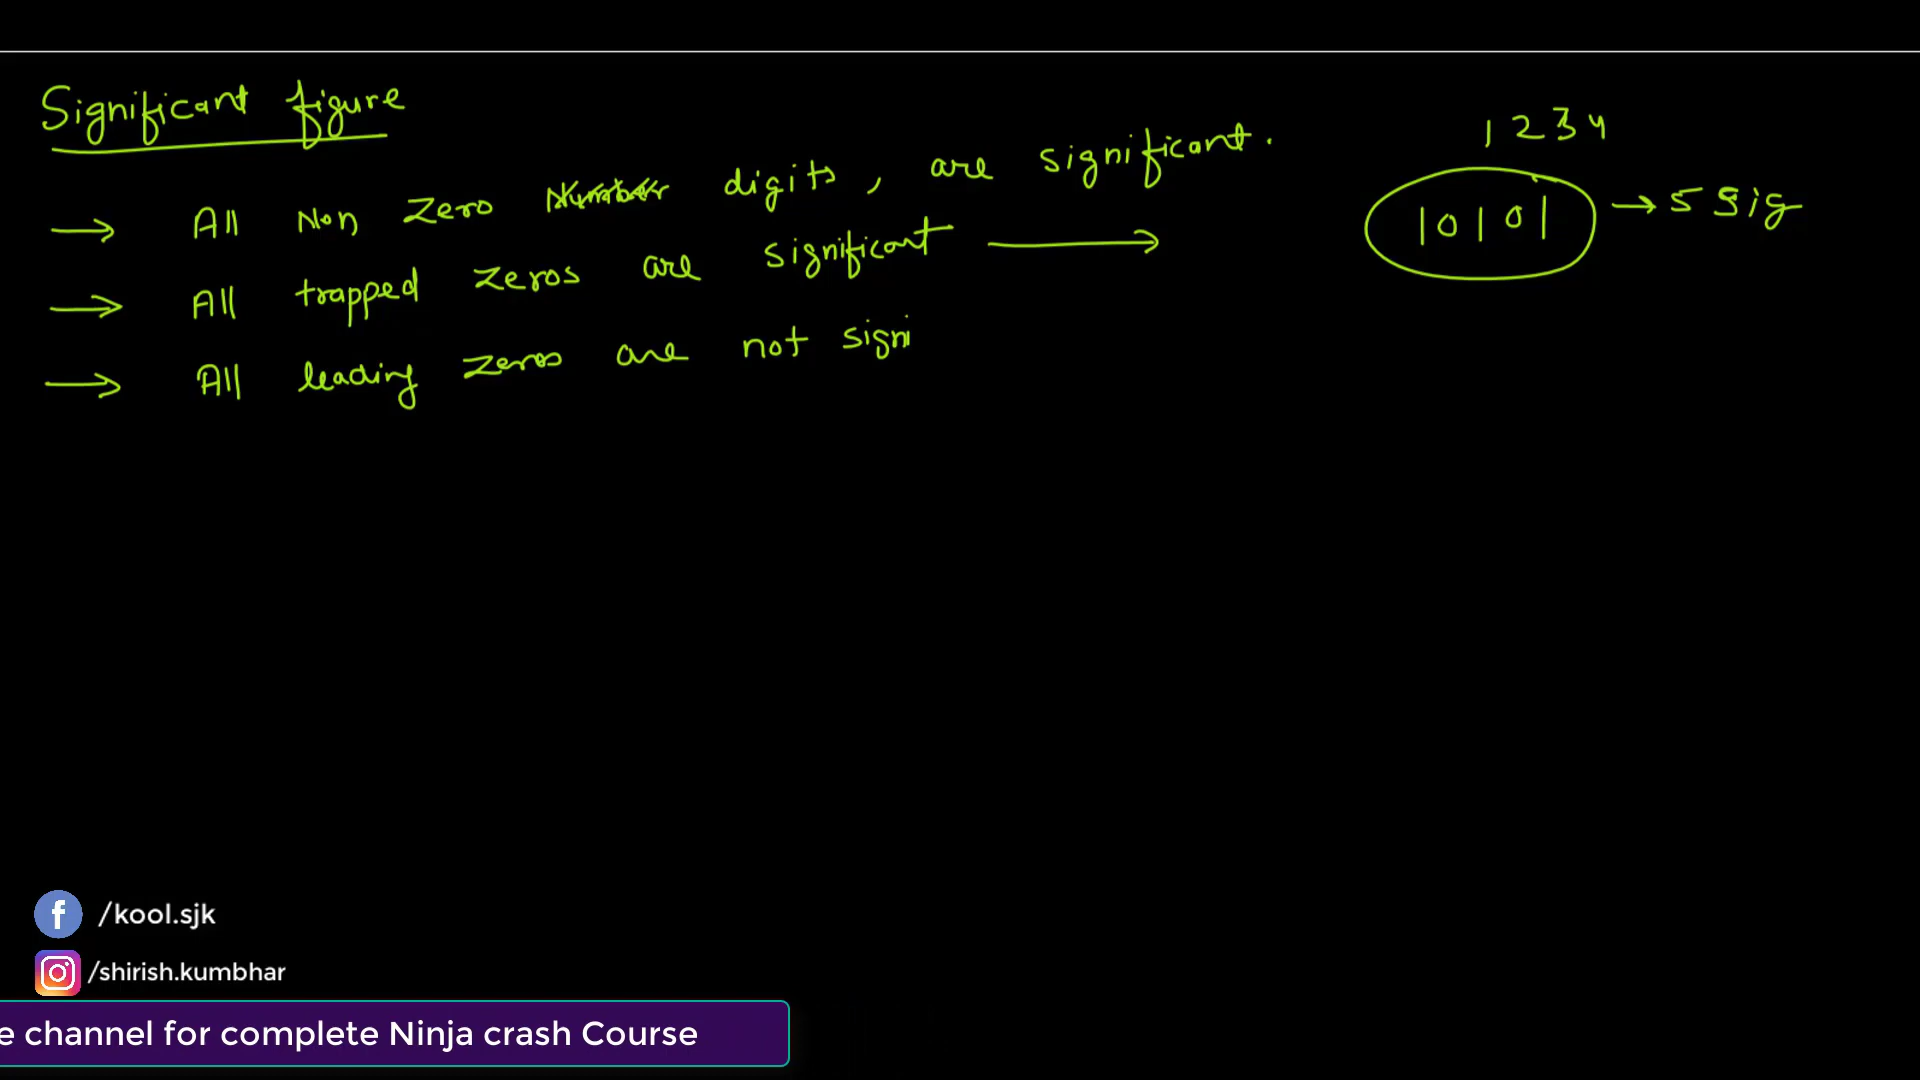 Significant figure
→ All Non Zero digits, are significant.
1 2 3 4
→ All trapped zeros are significant →
10101 → 5 Sig
→ All leading zeros are not signi
/kool.sjk
/shirish.kumbhar
e channel for complete Ninja crash Course